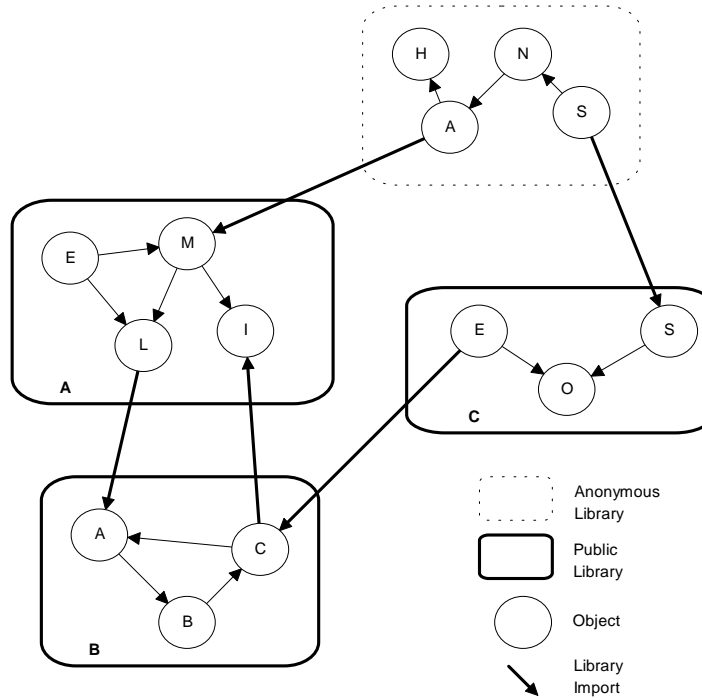 H
N
S
A
E
M
L
I
A
E
S
O
C
A
C
B
B
Anonymous
Library
Public
Library
Object
Library
Import